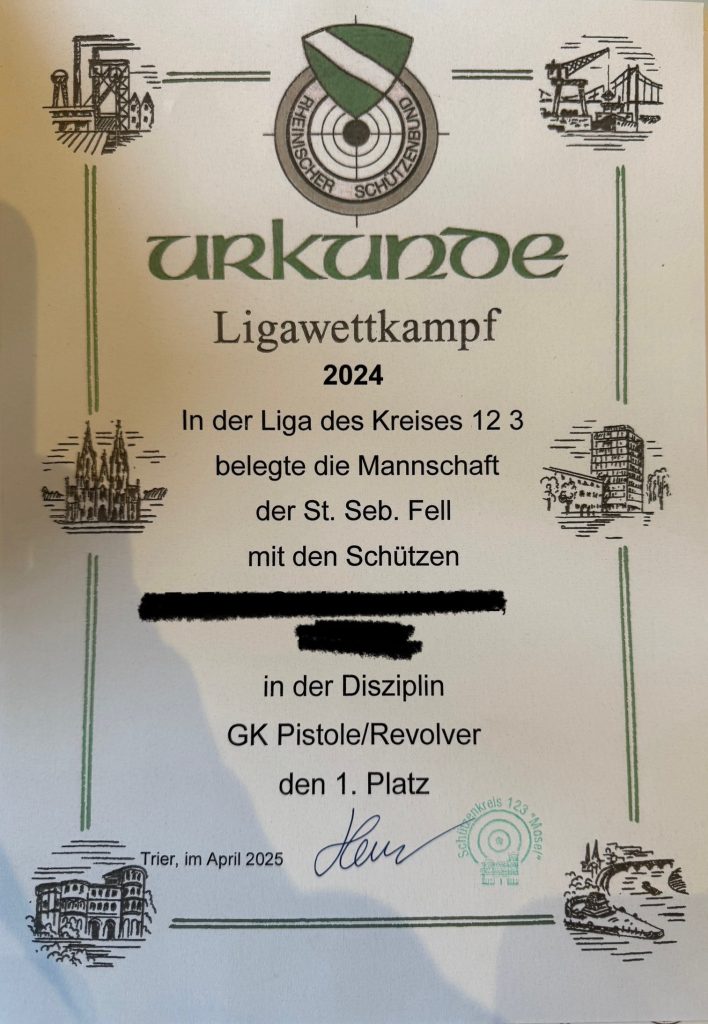 RHEINISCHER SCHÜTZENBUND
URKUNDE
Ligawettkampf
2024
In der Liga des Kreises 12 3
belegte die Mannschaft
der St. Seb. Fell
mit den Schützen
in der Disziplin
GK Pistole/Revolver
den 1. Platz
Schützenkreis 123 "Mosel"
Trier, im April 2025